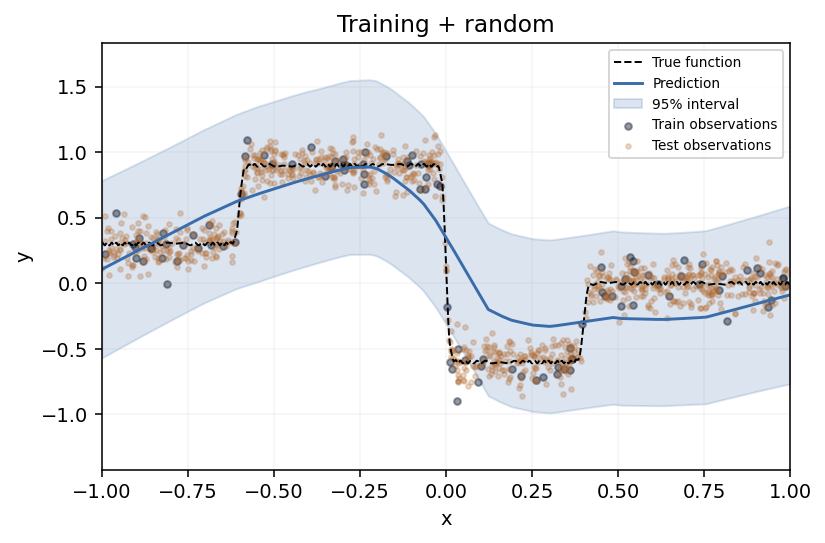 Training + random
True function
Prediction
95% interval
Train observations
Test observations
y
1.5
1.0
0.5
0.0
−0.5
−1.0
−1.00 −0.75 −0.50 −0.25 0.00 0.25 0.50 0.75 1.00
x